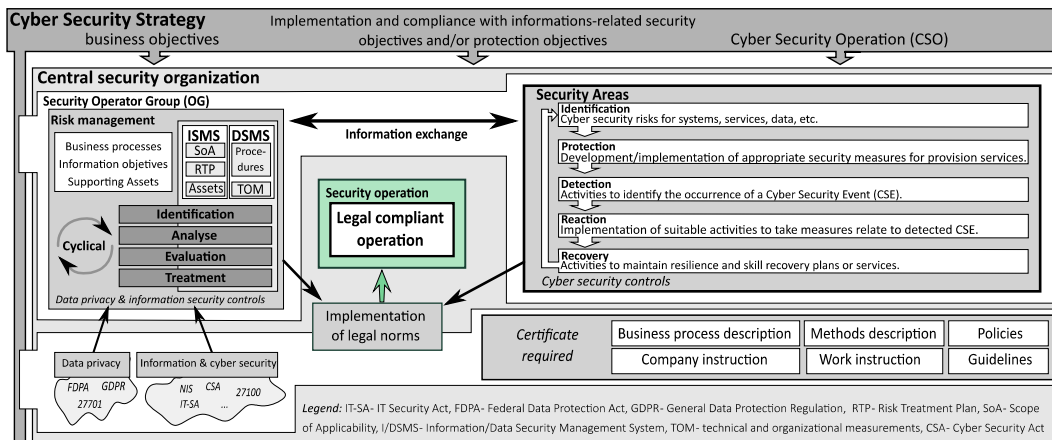 Cyber Security Strategy
business objectives
Implementation and compliance with informations-related security
objectives and/or protection objectives
Cyber Security Operation (CSO)
Central security organization
Security Operator Group (OG)
Risk management
Business processes
Information objetives
Supporting Assets
ISMS
SoA
RTP
Assets
DSMS
Proce-
dures
TOM
Cyclical
Identification
Analyse
Evaluation
Treatment
Data privacy & information security controls
Information exchange
Security operation
Legal compliant
operation
Implementation
of legal norms
Security Areas
Identification
Cyber security risks for systems, services, data, etc.
Protection
Development/implementation of appropriate security measures for provision services.
Detection
Activities to identify the occurrence of a Cyber Security Event (CSE).
Reaction
Implementation of suitable activities to take measures relate to detected CSE.
Recovery
Activities to maintain resilience and skill recovery plans or services.
Cyber security controls
Data privacy
FDPA GDPR
27701
Information & cyber security
NIS CSA 27100
IT-SA ...
Certificate
required
Business process description
Methods description
Policies
Company instruction
Work instruction
Guidelines
Legend: IT-SA- IT Security Act, FDPA- Federal Data Protection Act, GDPR- General Data Protection Regulation, RTP- Risk Treatment Plan, SoA- Scope
of Applicability, I/DSMS- Information/Data Security Management System, TOM- technical and organizational measurements, CSA- Cyber Security Act